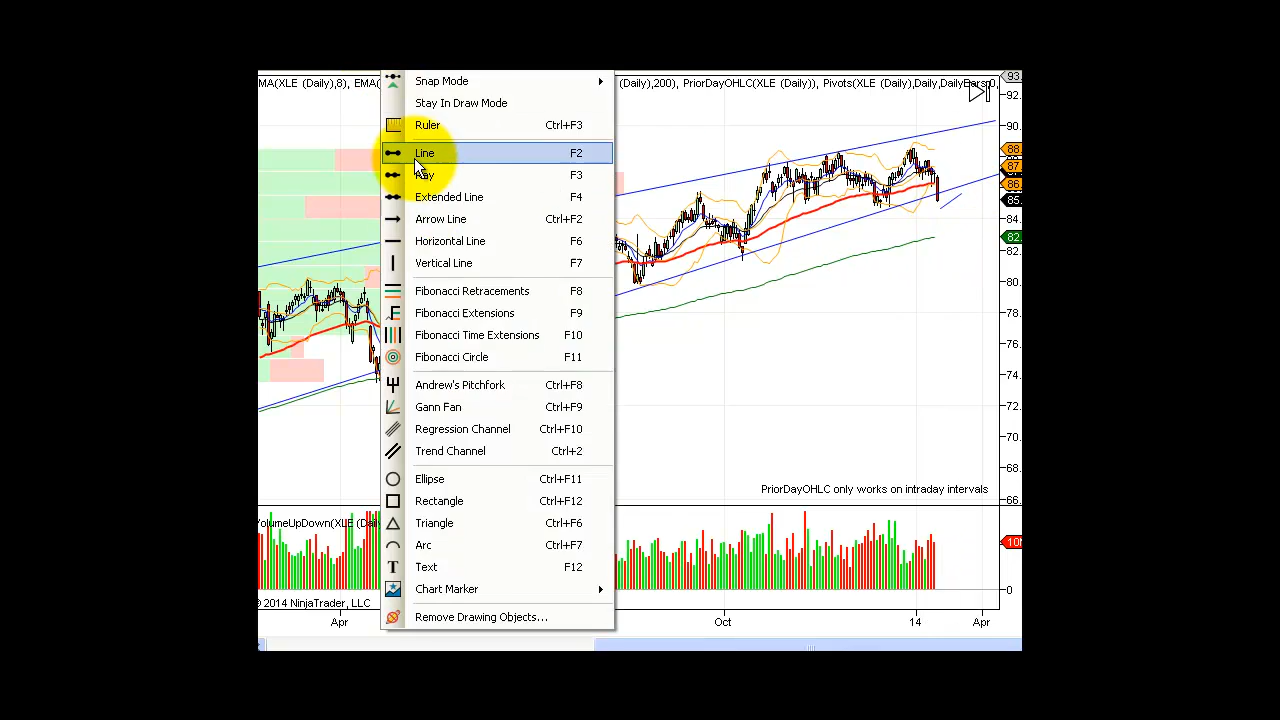 EMA(XLE (Daily),8), EMA( (Daily),200), PriorDayOHLC(XLE (Daily)), Pivots(XLE (Daily),Daily,DailyBars,0,
Snap Mode
Stay In Draw Mode
Ruler Ctrl+F3
Line F2
Ray F3
Extended Line F4
Arrow Line Ctrl+F2
Horizontal Line F6
Vertical Line F7
Fibonacci Retracements F8
Fibonacci Extensions F9
Fibonacci Time Extensions F10
Fibonacci Circle F11
Andrew's Pitchfork Ctrl+F8
Gann Fan Ctrl+F9
Regression Channel Ctrl+F10
Trend Channel Ctrl+2
Ellipse Ctrl+F11
Rectangle Ctrl+F12
Triangle Ctrl+F6
Arc Ctrl+F7
Text F12
Chart Marker
Remove Drawing Objects...
93
92.
90.
88
87
86
85.
84.
82.
80.
78.
76.
74.
72.
70.
68.
66.
PriorDayOHLC only works on intraday intervals
VolumeUpDown(XLE (Daily
10M
0
© 2014 NinjaTrader, LLC
Apr Oct 14 Apr